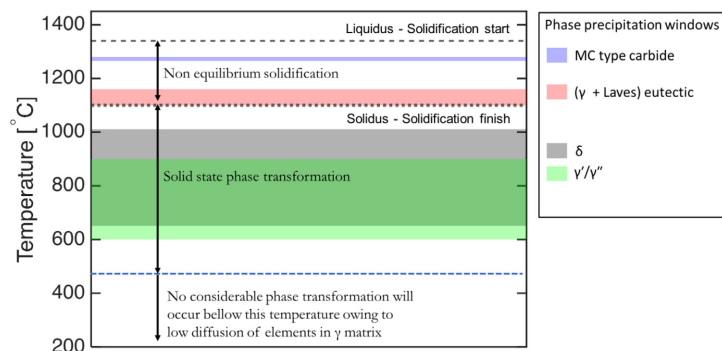 1400
1200
1000
800
600
400
200
Temperature [°C]
Liquidus - Solidification start
Non equilibrium solidification
Solidus - Solidification finish
Solid state phase transformation
No considerable phase transformation will
occur bellow this temperature owing to
low diffusion of elements in γ matrix
Phase precipitation windows
MC type carbide
(γ + Laves) eutectic
δ
γ'/γ"